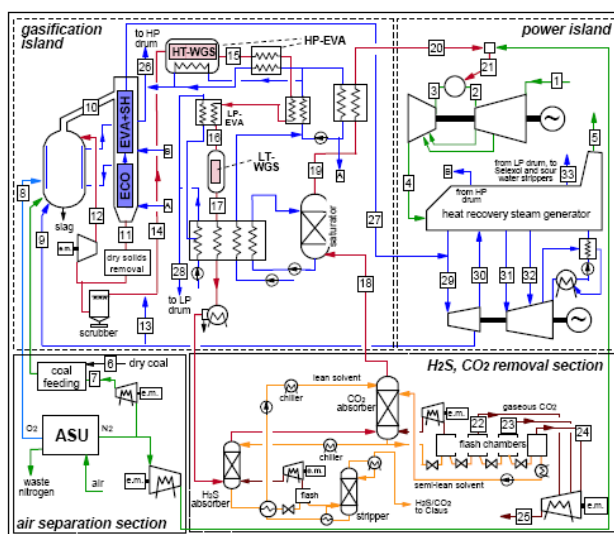 gasification
island
to HP
drum
26
HT-WGS
15
HP-EVA
20
power island
21
10
EVA+SH
3
2
1
LP-
EVA
16
5
8
B
ECO
LT-
WGS
19
A
from LP drum, to
Selexol and sour
water strippers
33
B
from HP
drum
12
14
17
4
27
heat recovery steam generator
9
slag
A
e.m.
11
dry solids
removal
saturator
28
to LP
drum
29
30
31
32
18
scrubber
13
coal
feeding
6
dry coal
7
e.m.
H2S, CO2 removal section
lean solvent
chiller
CO2
absorber
e.m.
22
gaseous CO2
23
24
O2
ASU
N2
flash chambers
e.m.
chiller
semi-lean solvent
waste
nitrogen
air
e.m.
H2S
absorber
flash
stripper
H2S/CO2
to Claus
e.m.
25
air separation section